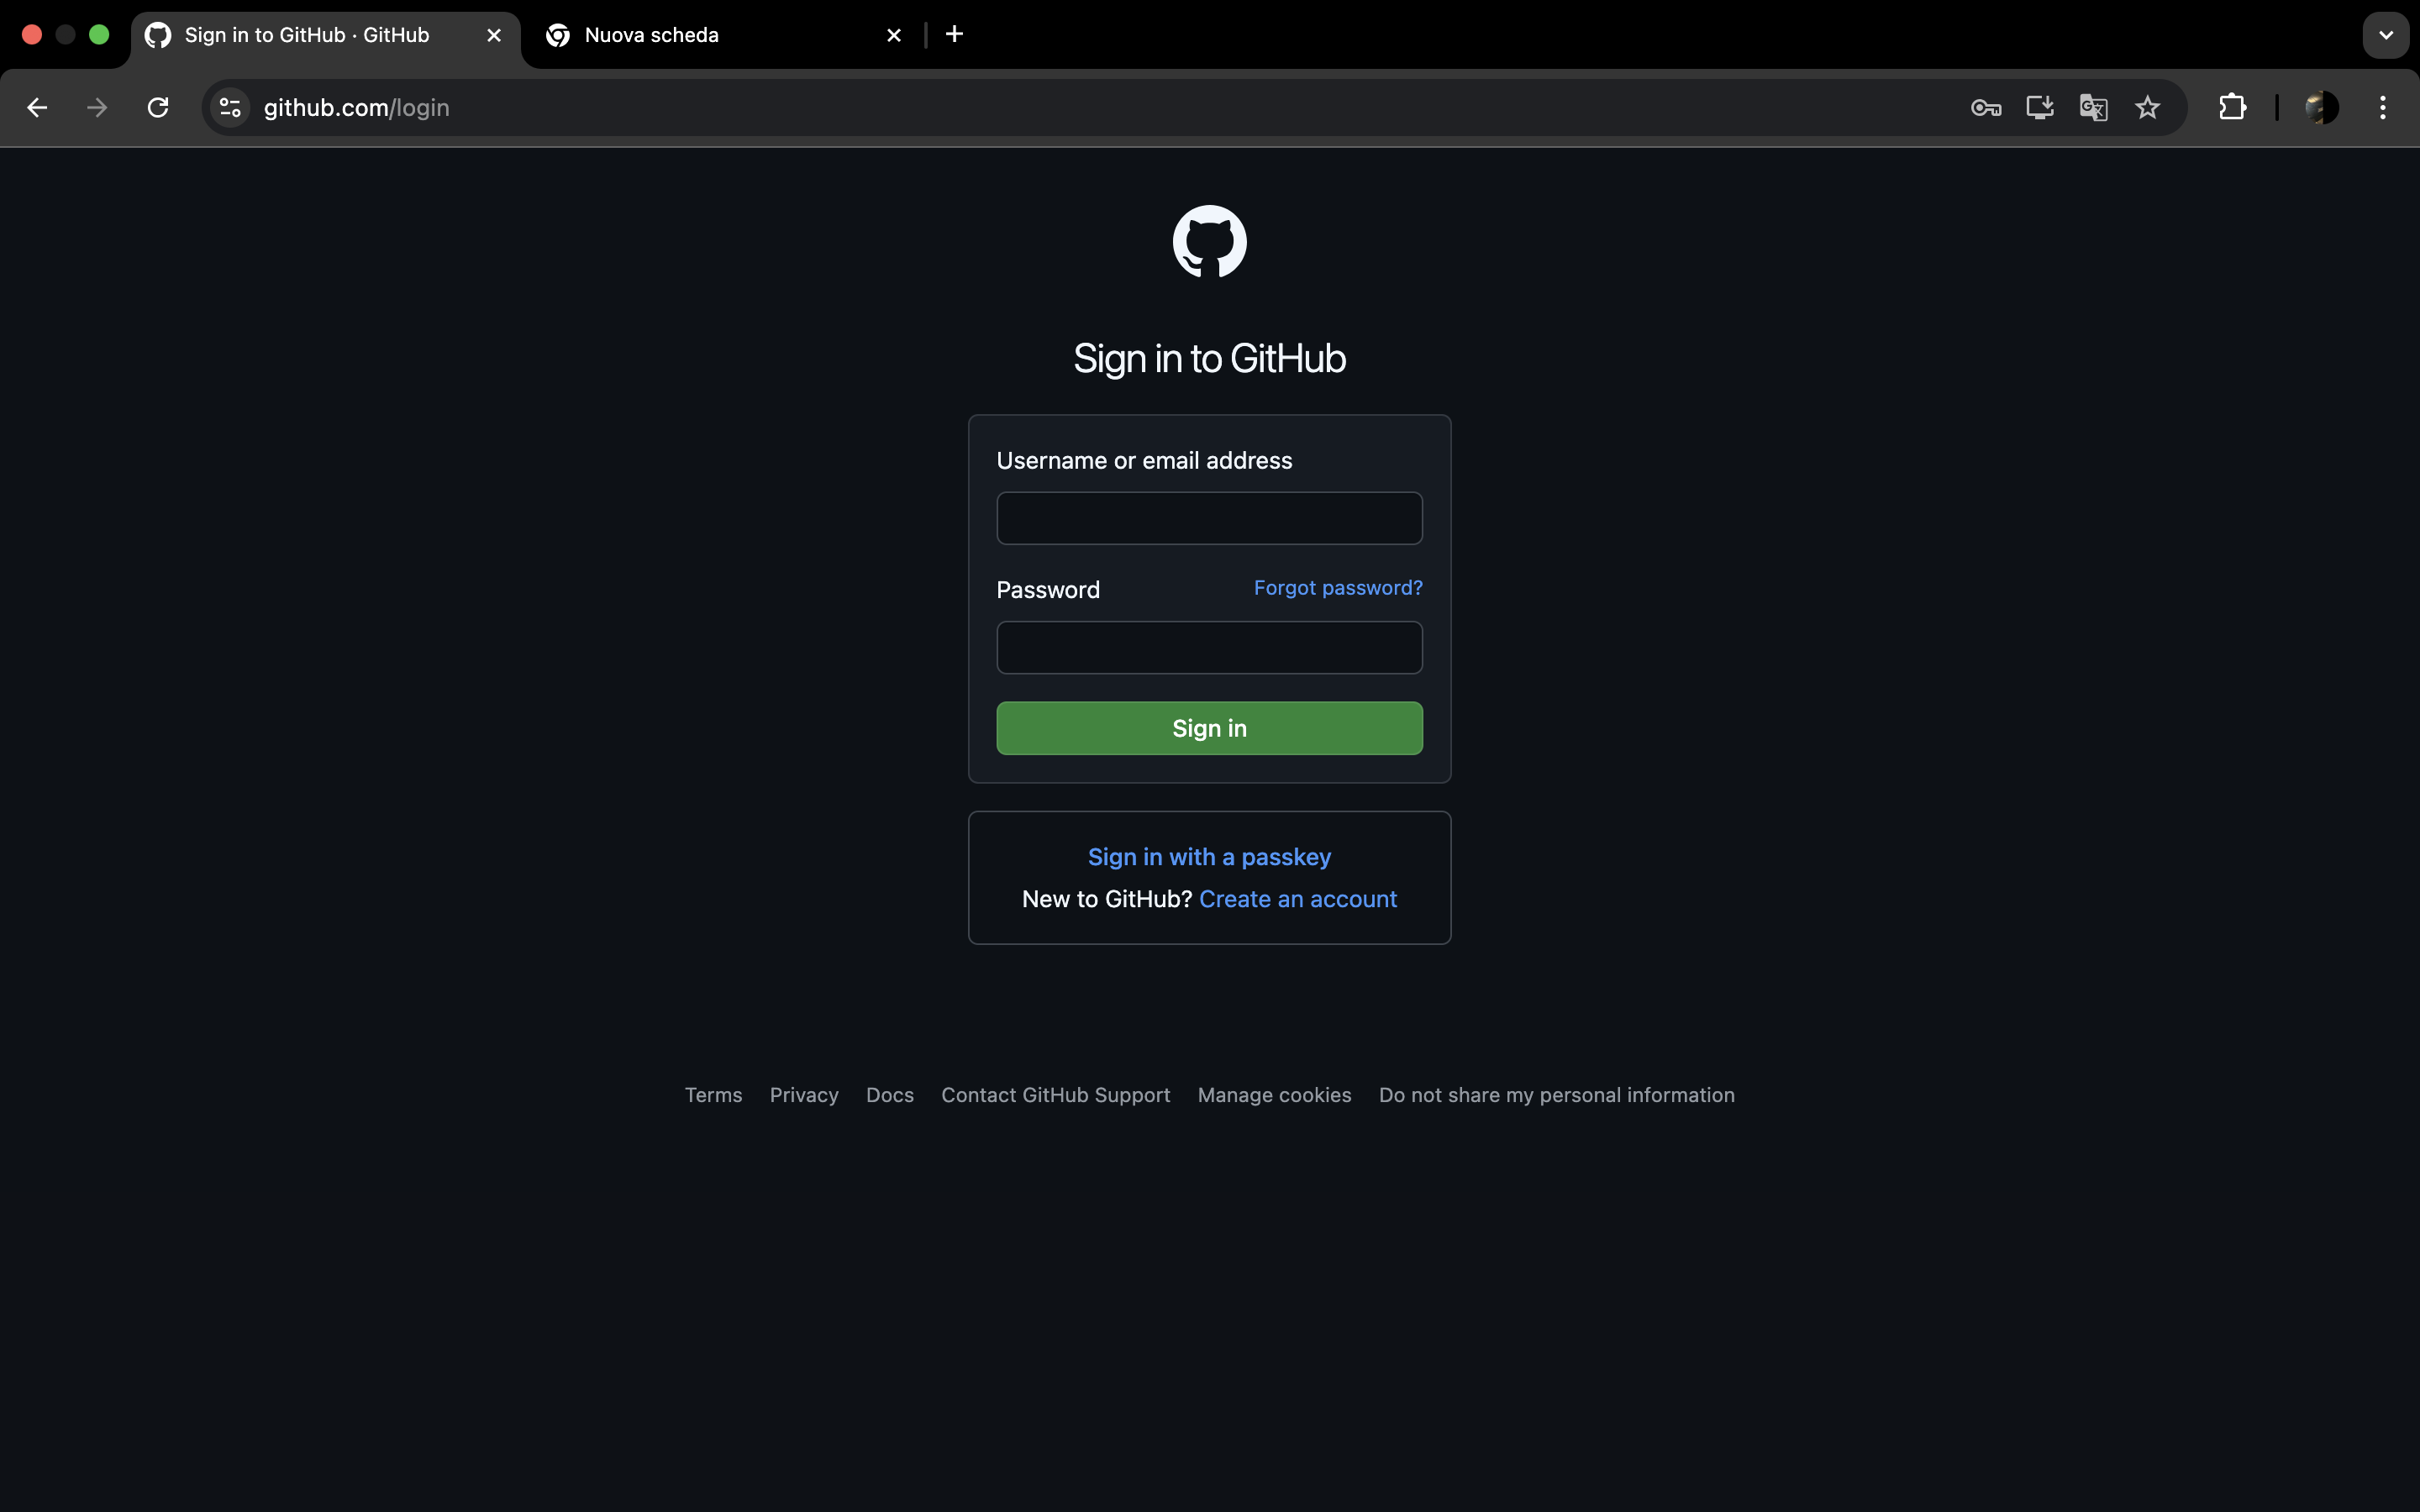 Sign in to GitHub · GitHub
Nuova scheda
github.com/login
Sign in to GitHub
Username or email address
Password
Forgot password?
Sign in
Sign in with a passkey
New to GitHub? Create an account
Terms Privacy Docs Contact GitHub Support Manage cookies Do not share my personal information